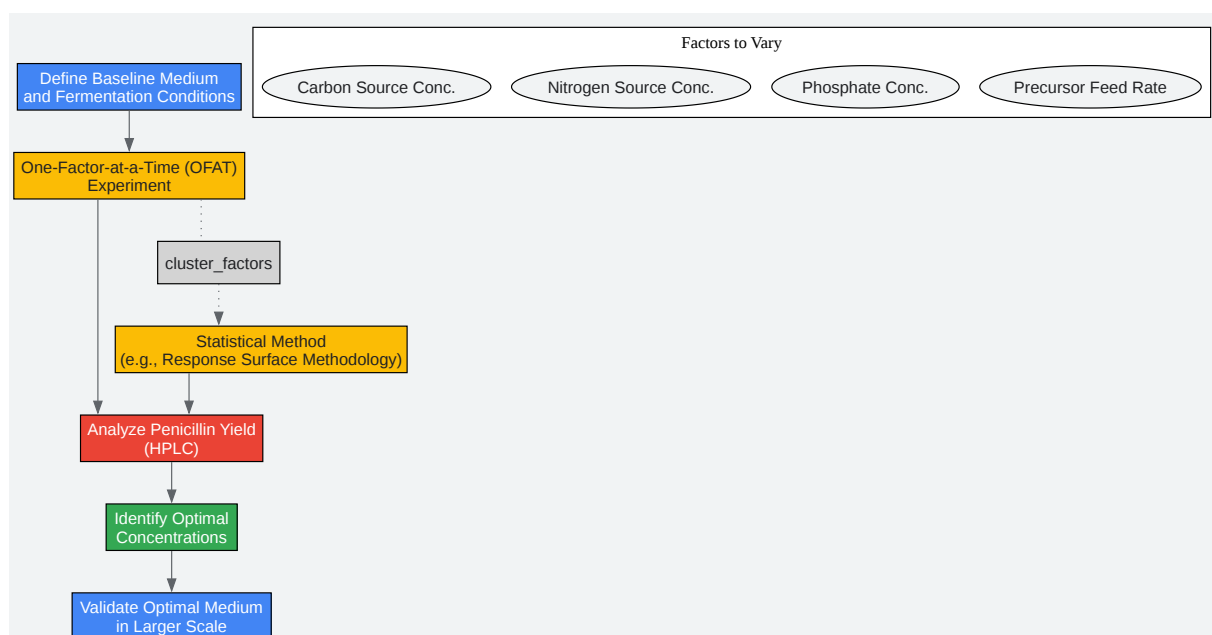 Factors to Vary
Carbon Source Conc.
Nitrogen Source Conc.
Phosphate Conc.
Precursor Feed Rate
Define Baseline Medium
and Fermentation Conditions
One-Factor-at-a-Time (OFAT)
Experiment
cluster_factors
Statistical Method
(e.g., Response Surface Methodology)
Analyze Penicillin Yield
(HPLC)
Identify Optimal
Concentrations
Validate Optimal Medium
in Larger Scale